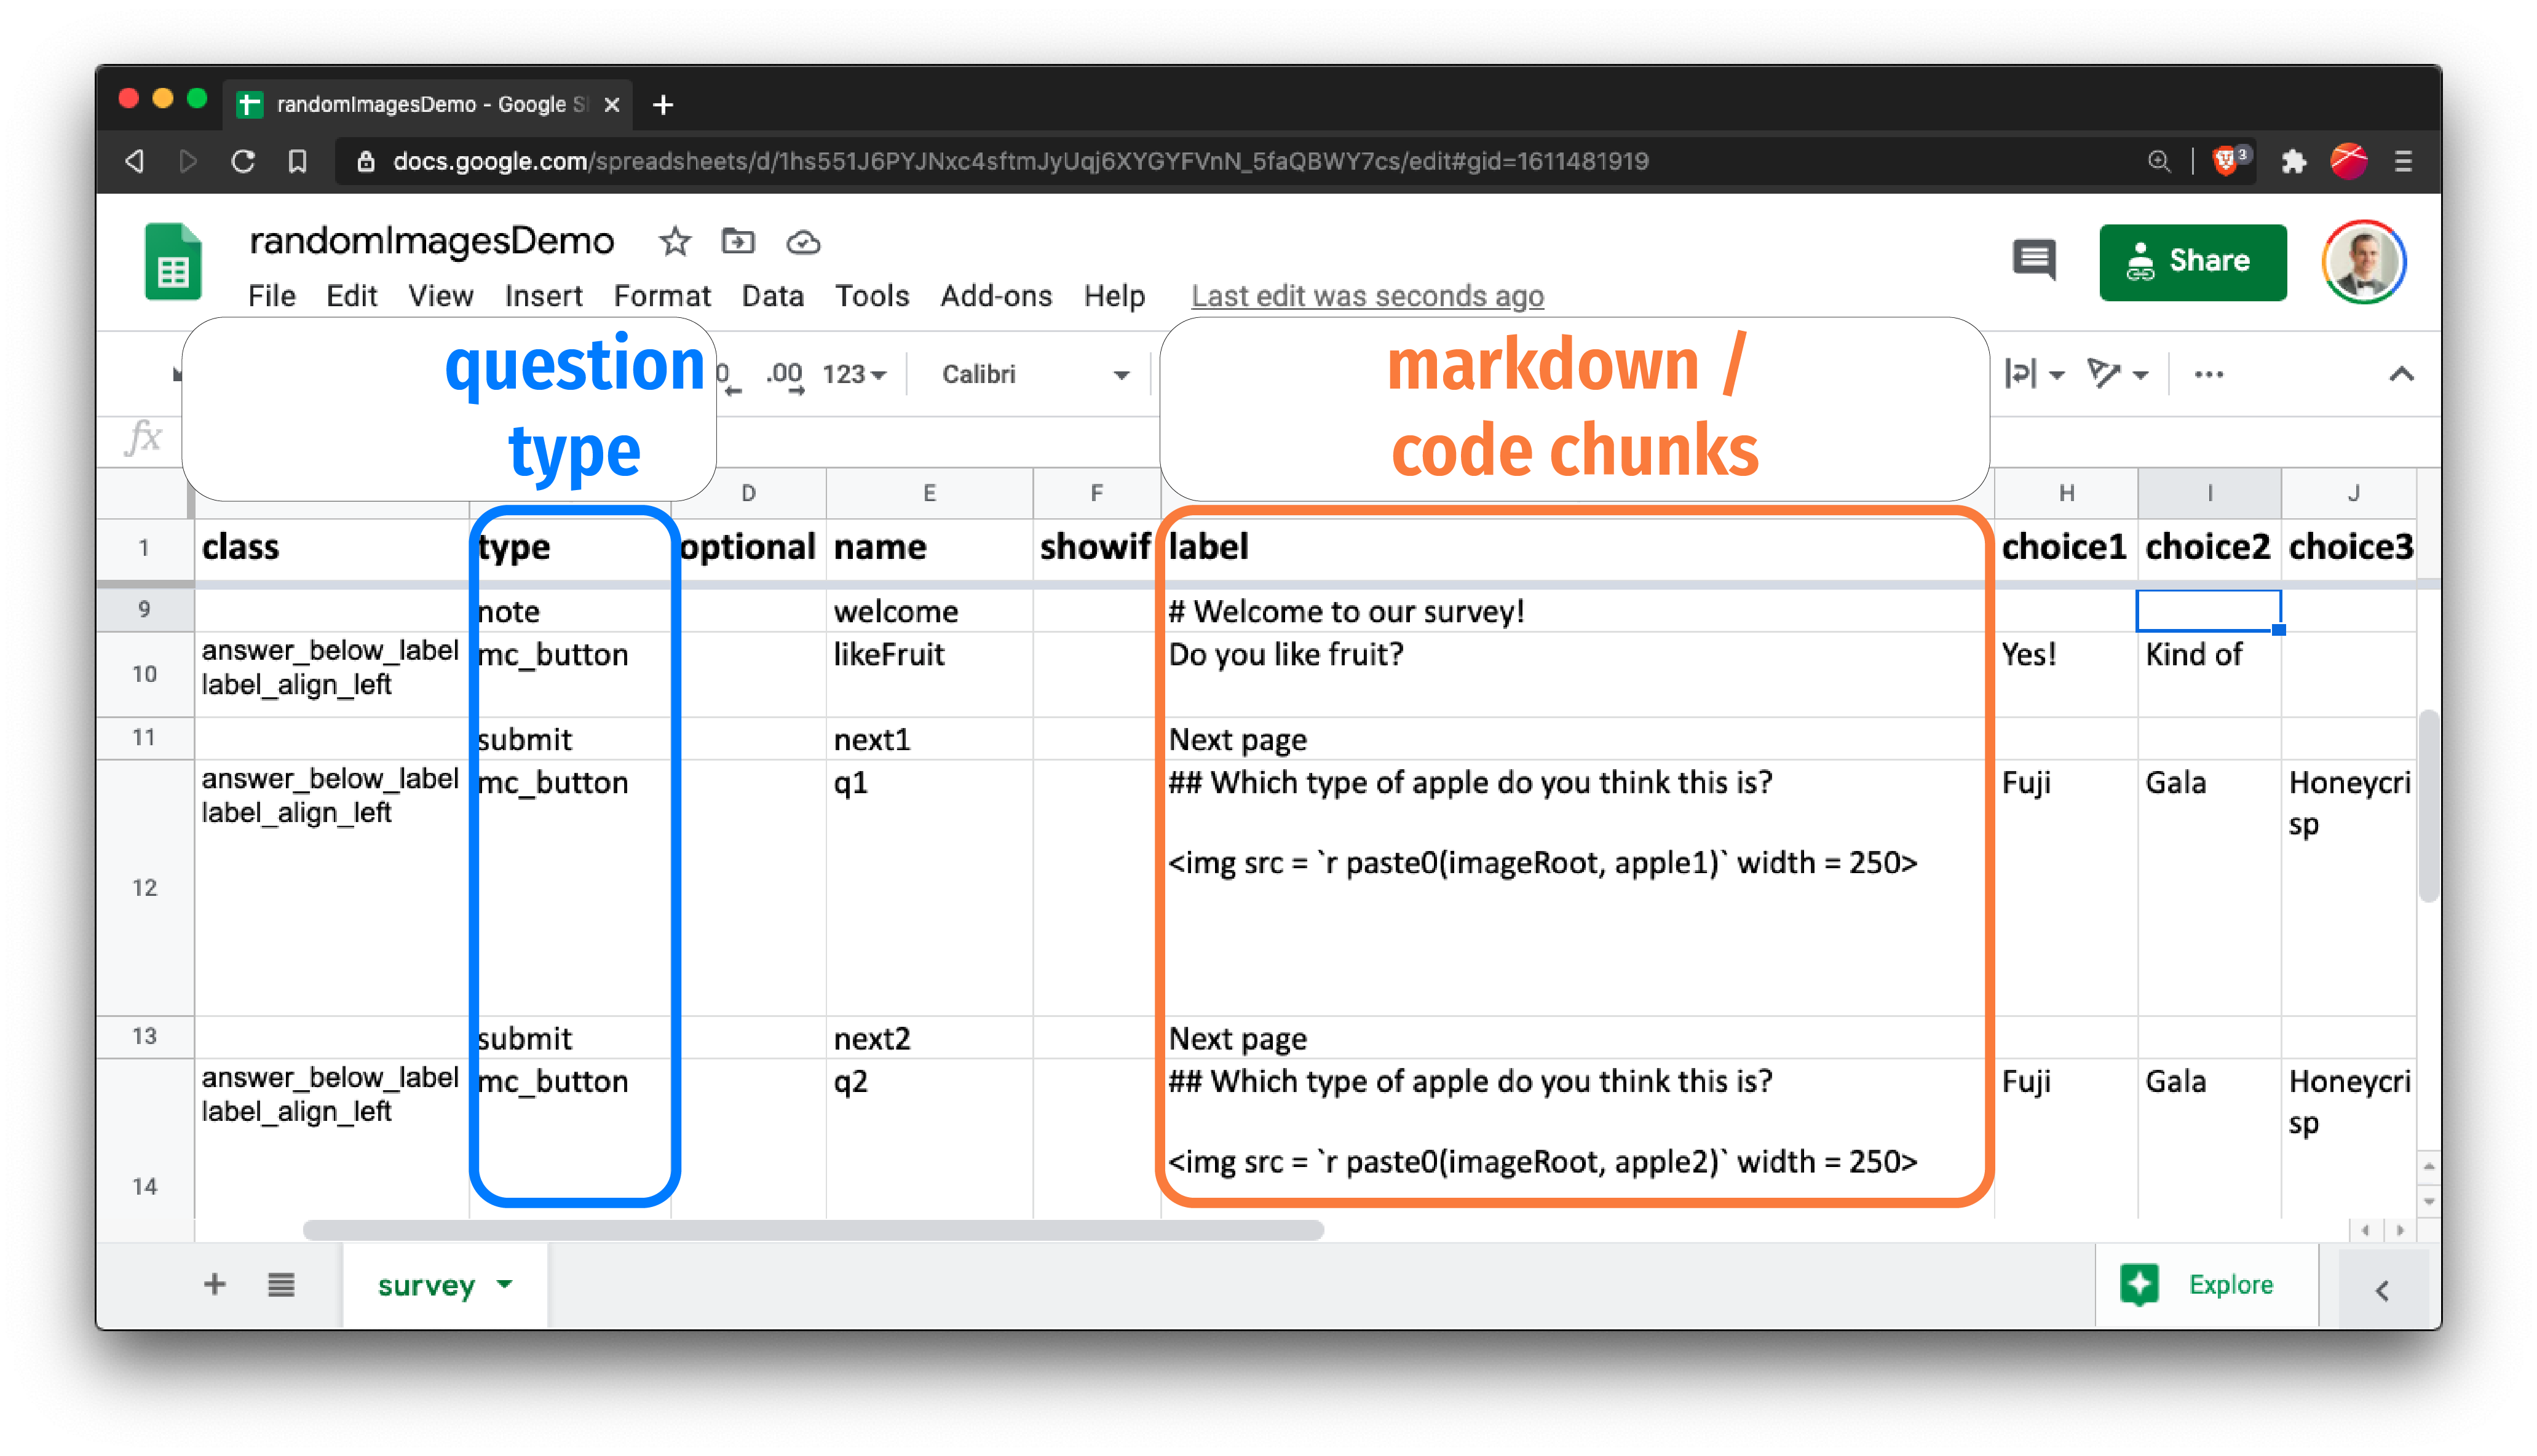 randomImagesDemo - Google S
docs.google.com/spreadsheets/d/1hs551J6PYJNxc4sftmJyUqj6XYGYFVnN_5faQBWY7cs/edit#gid=1611481919
3
randomImagesDemo
Share
File Edit View Insert Format Data Tools Add-ons Help Last edit was seconds ago
question
type
0 .00 123 Calibri
markdown /
code chunks
fx
D E F H I J
1 class type optional name showif label choice1 choice2 choice3
9 note welcome # Welcome to our survey!
10 answer_below_label mc_button likeFruit Do you like fruit? Yes! Kind of
label_align_left
11 submit next1 Next page
12 answer_below_label mc_button q1 ## Which type of apple do you think this is? Fuji Gala Honeycri
label_align_left sp
<img src = `r paste0(imageRoot, apple1)` width = 250>
13 submit next2 Next page
14 answer_below_label mc_button q2 ## Which type of apple do you think this is? Fuji Gala Honeycri
label_align_left sp
<img src = `r paste0(imageRoot, apple2)` width = 250>
survey
Explore